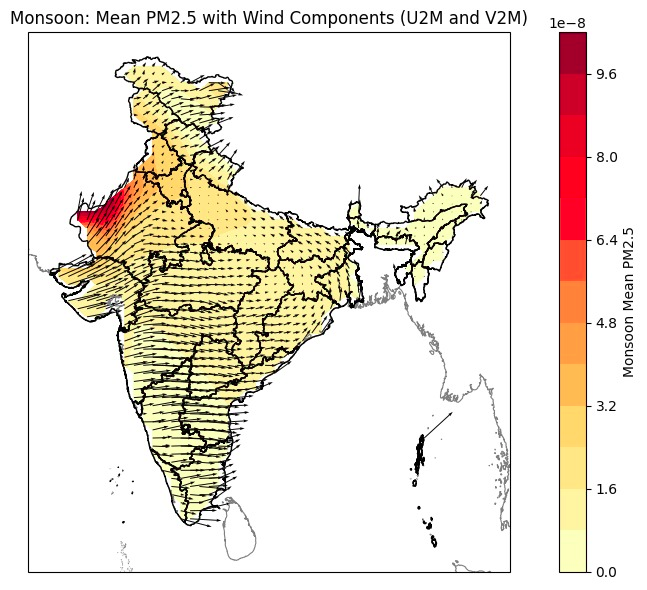 Monsoon: Mean PM2.5 with Wind Components (U2M and V2M)
1e−8
9.6
8.0
6.4
4.8
3.2
1.6
0.0
Monsoon Mean PM2.5